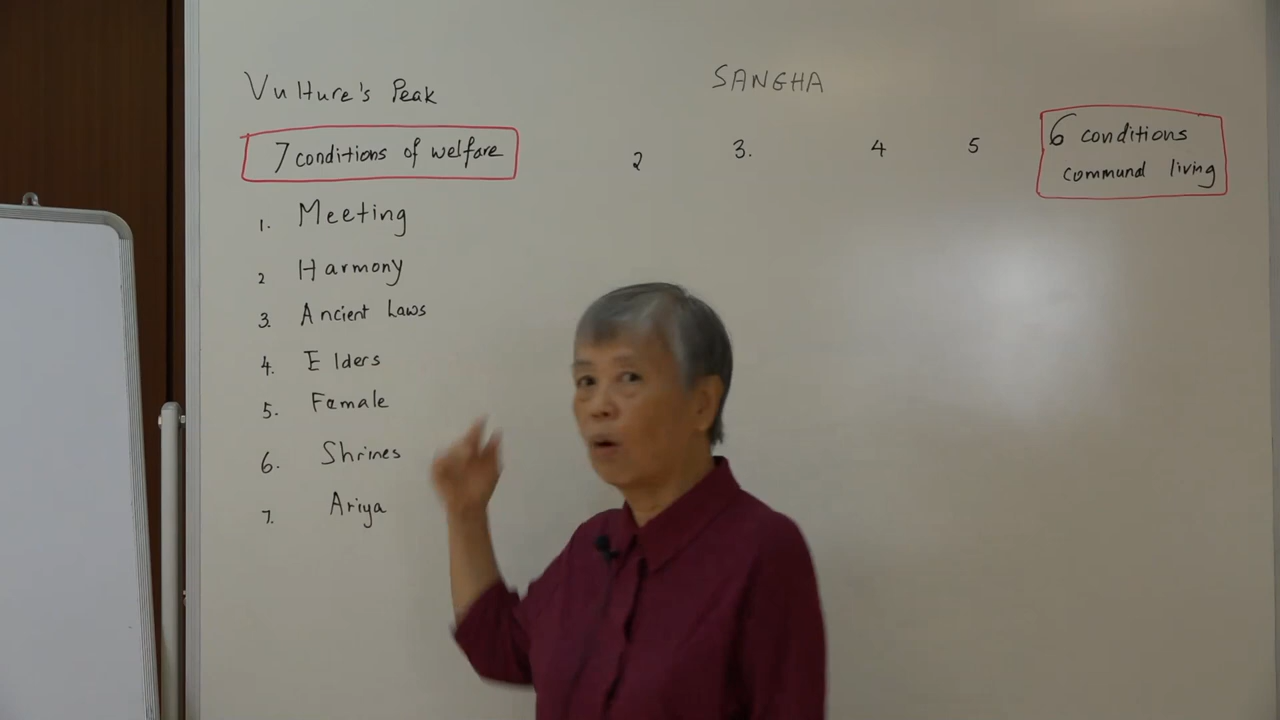 Vulture's Peak
7 conditions of welfare
1. Meeting
2 Harmony
3. Ancient Laws
4. Elders
5. Female
6. Shrines
7. Ariya
SANGHA
2 3. 4 5
6 conditions
communal living